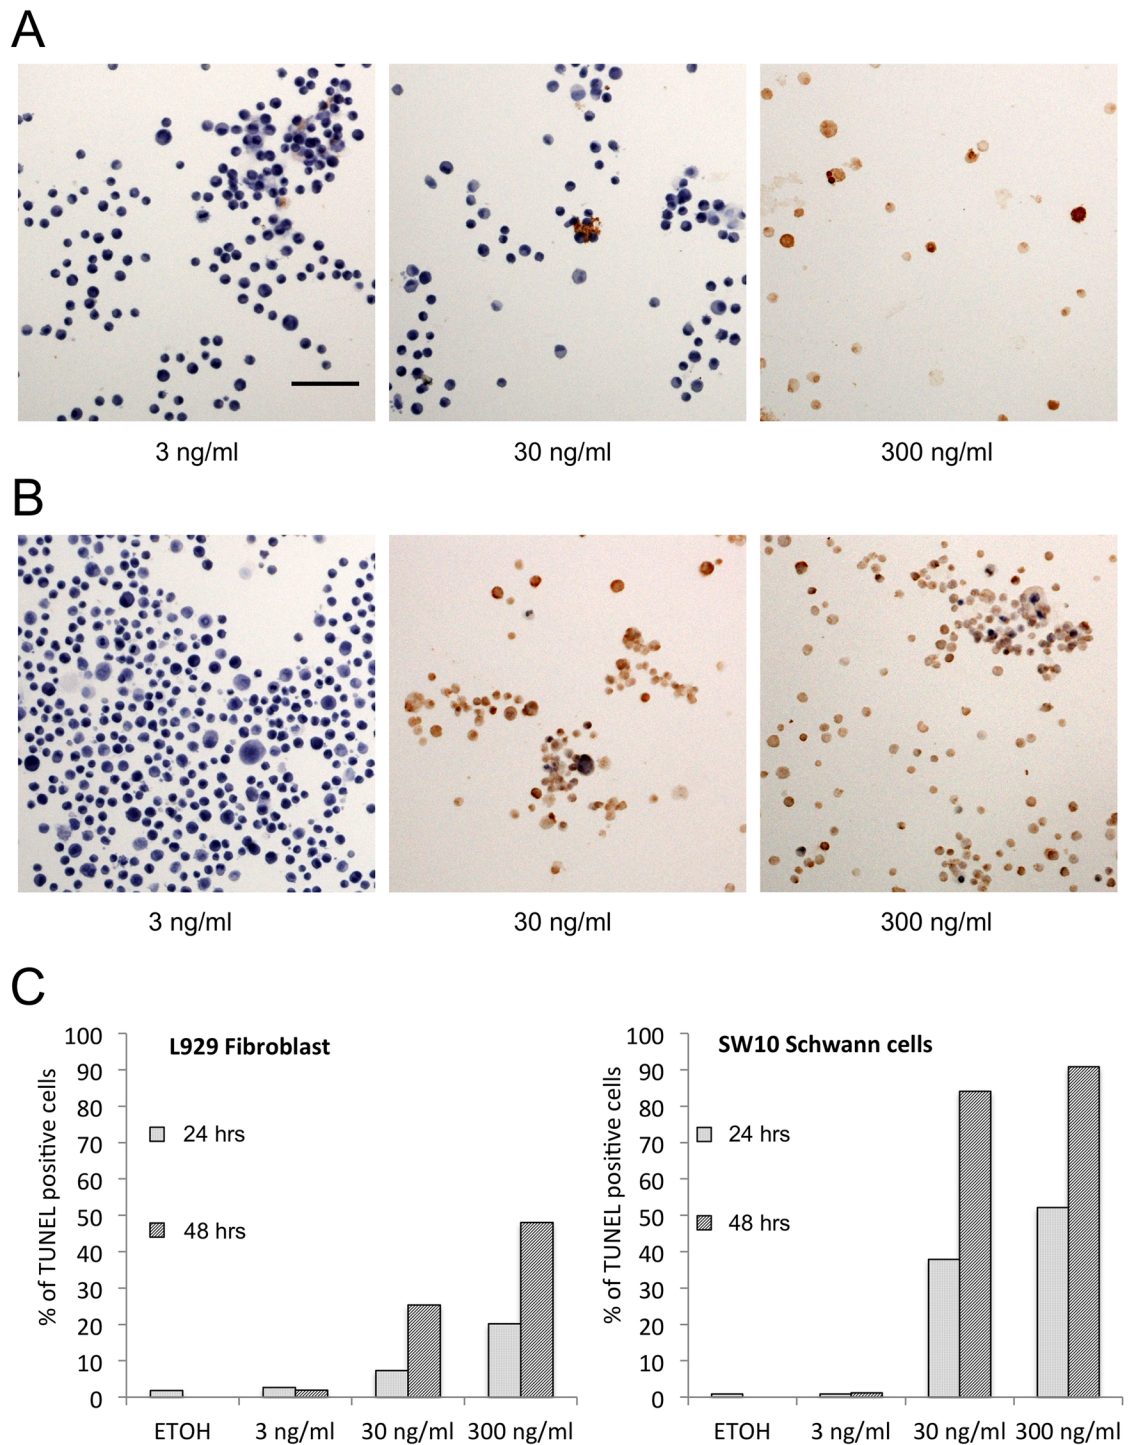 A
3 ng/ml
30 ng/ml
300 ng/ml
B
3 ng/ml
30 ng/ml
300 ng/ml
C
L929 Fibroblast
% of TUNEL positive cells
100
90
80
70
60
50
40
30
20
10
0
24 hrs
48 hrs
ETOH
3 ng/ml
30 ng/ml
300 ng/ml
SW10 Schwann cells
% of TUNEL positive cells
100
90
80
70
60
50
40
30
20
10
0
24 hrs
48 hrs
ETOH
3 ng/ml
30 ng/ml
300 ng/ml